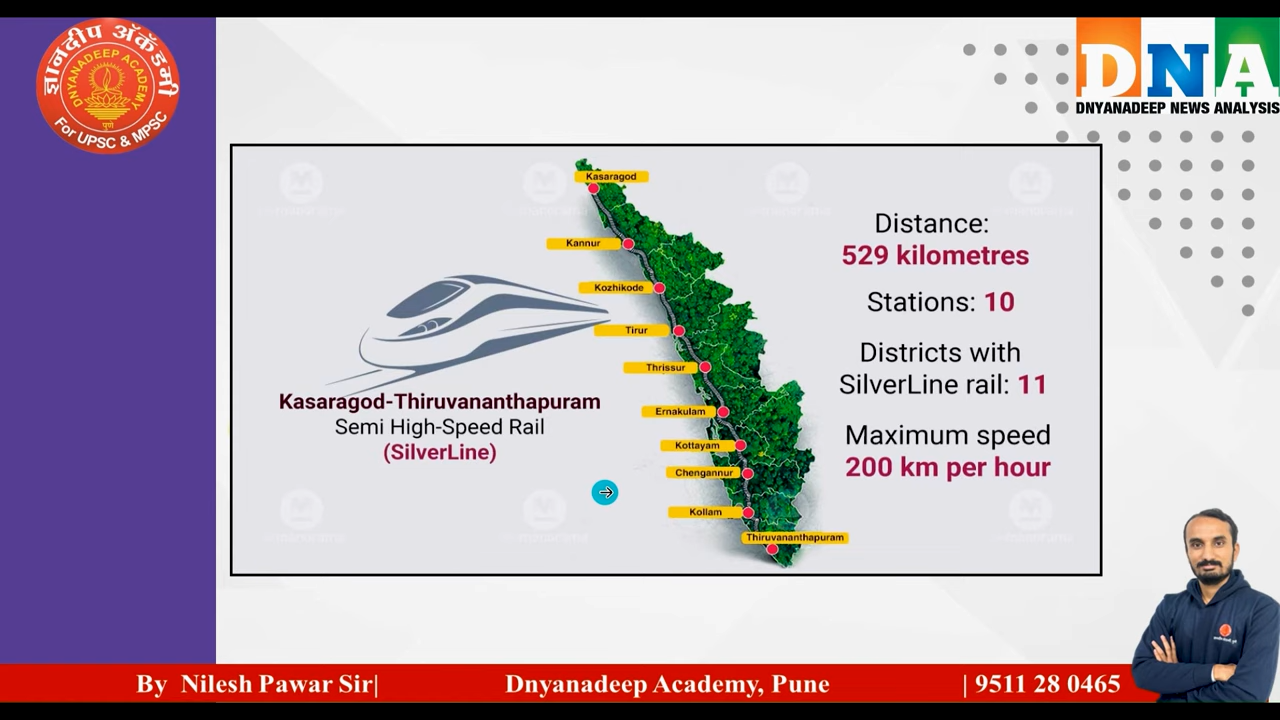 ज्ञानदीप अ‍ॅकॅडमी
DNYANADEEP ACADEMY
पुणे
For UPSC & MPSC
DNA
DNYANADEEP NEWS ANALYSIS
Kasaragod
Kannur
Kozhikode
Tirur
Thrissur
Ernakulam
Kottayam
Chengannur
Kollam
Thiruvananthapuram
Kasaragod-Thiruvananthapuram
Semi High-Speed Rail
(SilverLine)
Distance:
529 kilometres
Stations: 10
Districts with
SilverLine rail: 11
Maximum speed
200 km per hour
By Nilesh Pawar Sir| Dnyanadeep Academy, Pune | 9511 28 0465